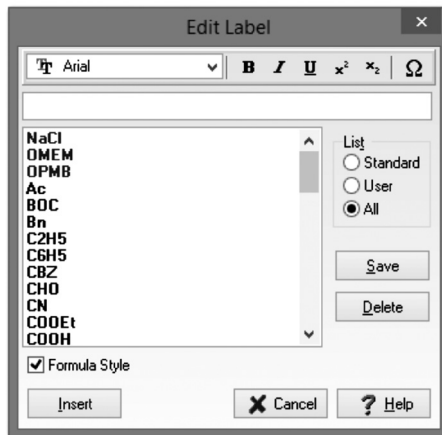 Edit Label
Arial B I U x² x₂ Ω
NaCl
OMEM
OPMB
Ac
BOC
Bn
C2H5
C6H5
CBZ
CHO
CN
COOEt
COOH
List
Standard
User
All
Save
Delete
Formula Style
Insert Cancel ? Help